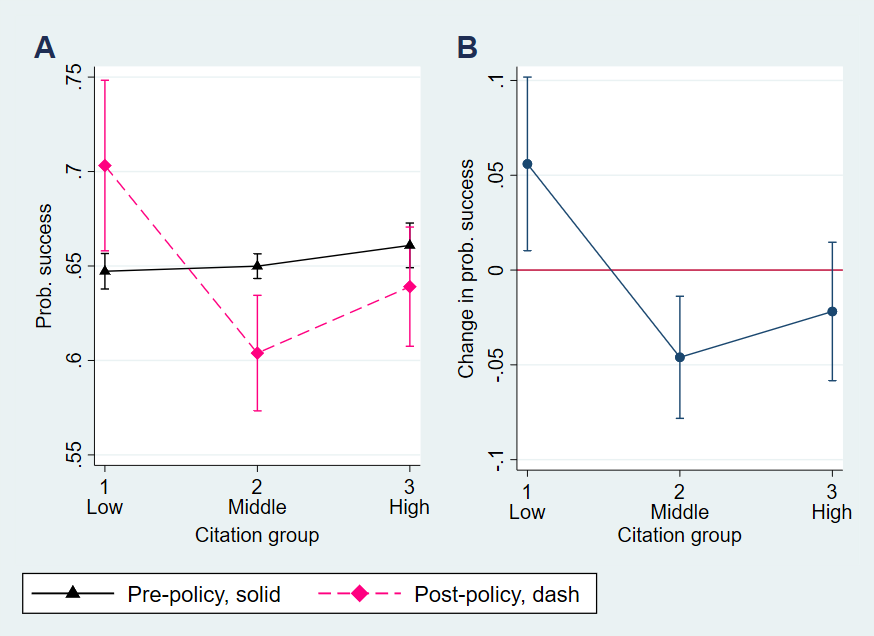 A
Prob. success
.75
.7
.65
.6
.55
1 2 3
Low Middle High
Citation group
B
Change in prob. success
.1
.05
0
-.05
-.1
1 2 3
Low Middle High
Citation group
Pre-policy, solid Post-policy, dash